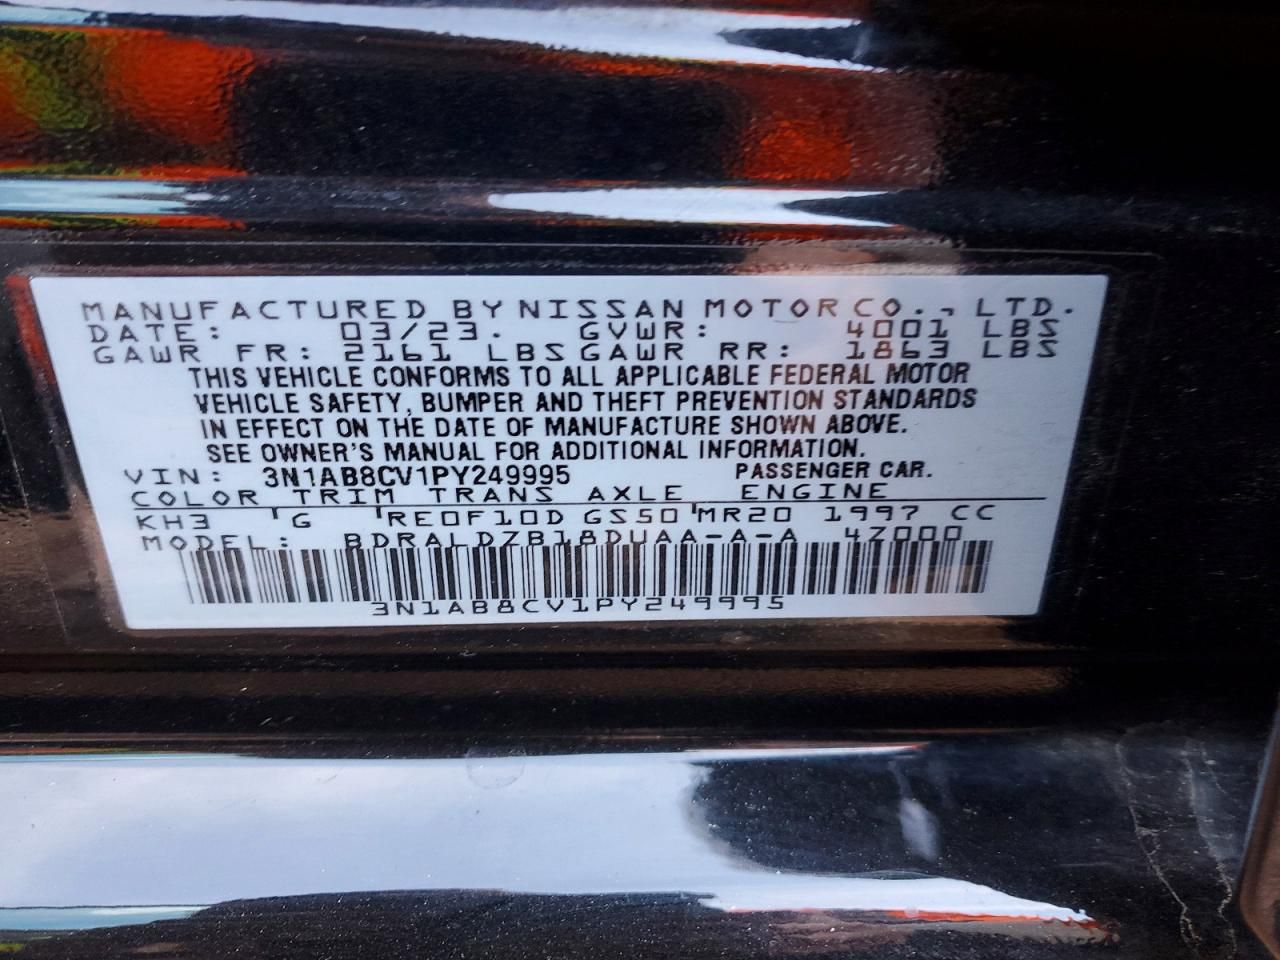 MANUFACTURED BY NISSAN MOTOR CO., LTD.
DATE: 03/23. GVWR: 4001 LBS
GAWR FR: 2161 LBS GAWR RR: 1863 LBS
THIS VEHICLE CONFORMS TO ALL APPLICABLE FEDERAL MOTOR
VEHICLE SAFETY, BUMPER AND THEFT PREVENTION STANDARDS
IN EFFECT ON THE DATE OF MANUFACTURE SHOWN ABOVE.
SEE OWNER'S MANUAL FOR ADDITIONAL INFORMATION.
VIN: 3N1AB8CV1PY249995 PASSENGER CAR.
COLOR TRIM TRANS AXLE ENGINE
KH3 'G 'RE0F10D GS50 'MR20 1997 CC
MODEL: BDRALDZB18DUAA-A-A 4Z000
3N1AB8CV1PY249995